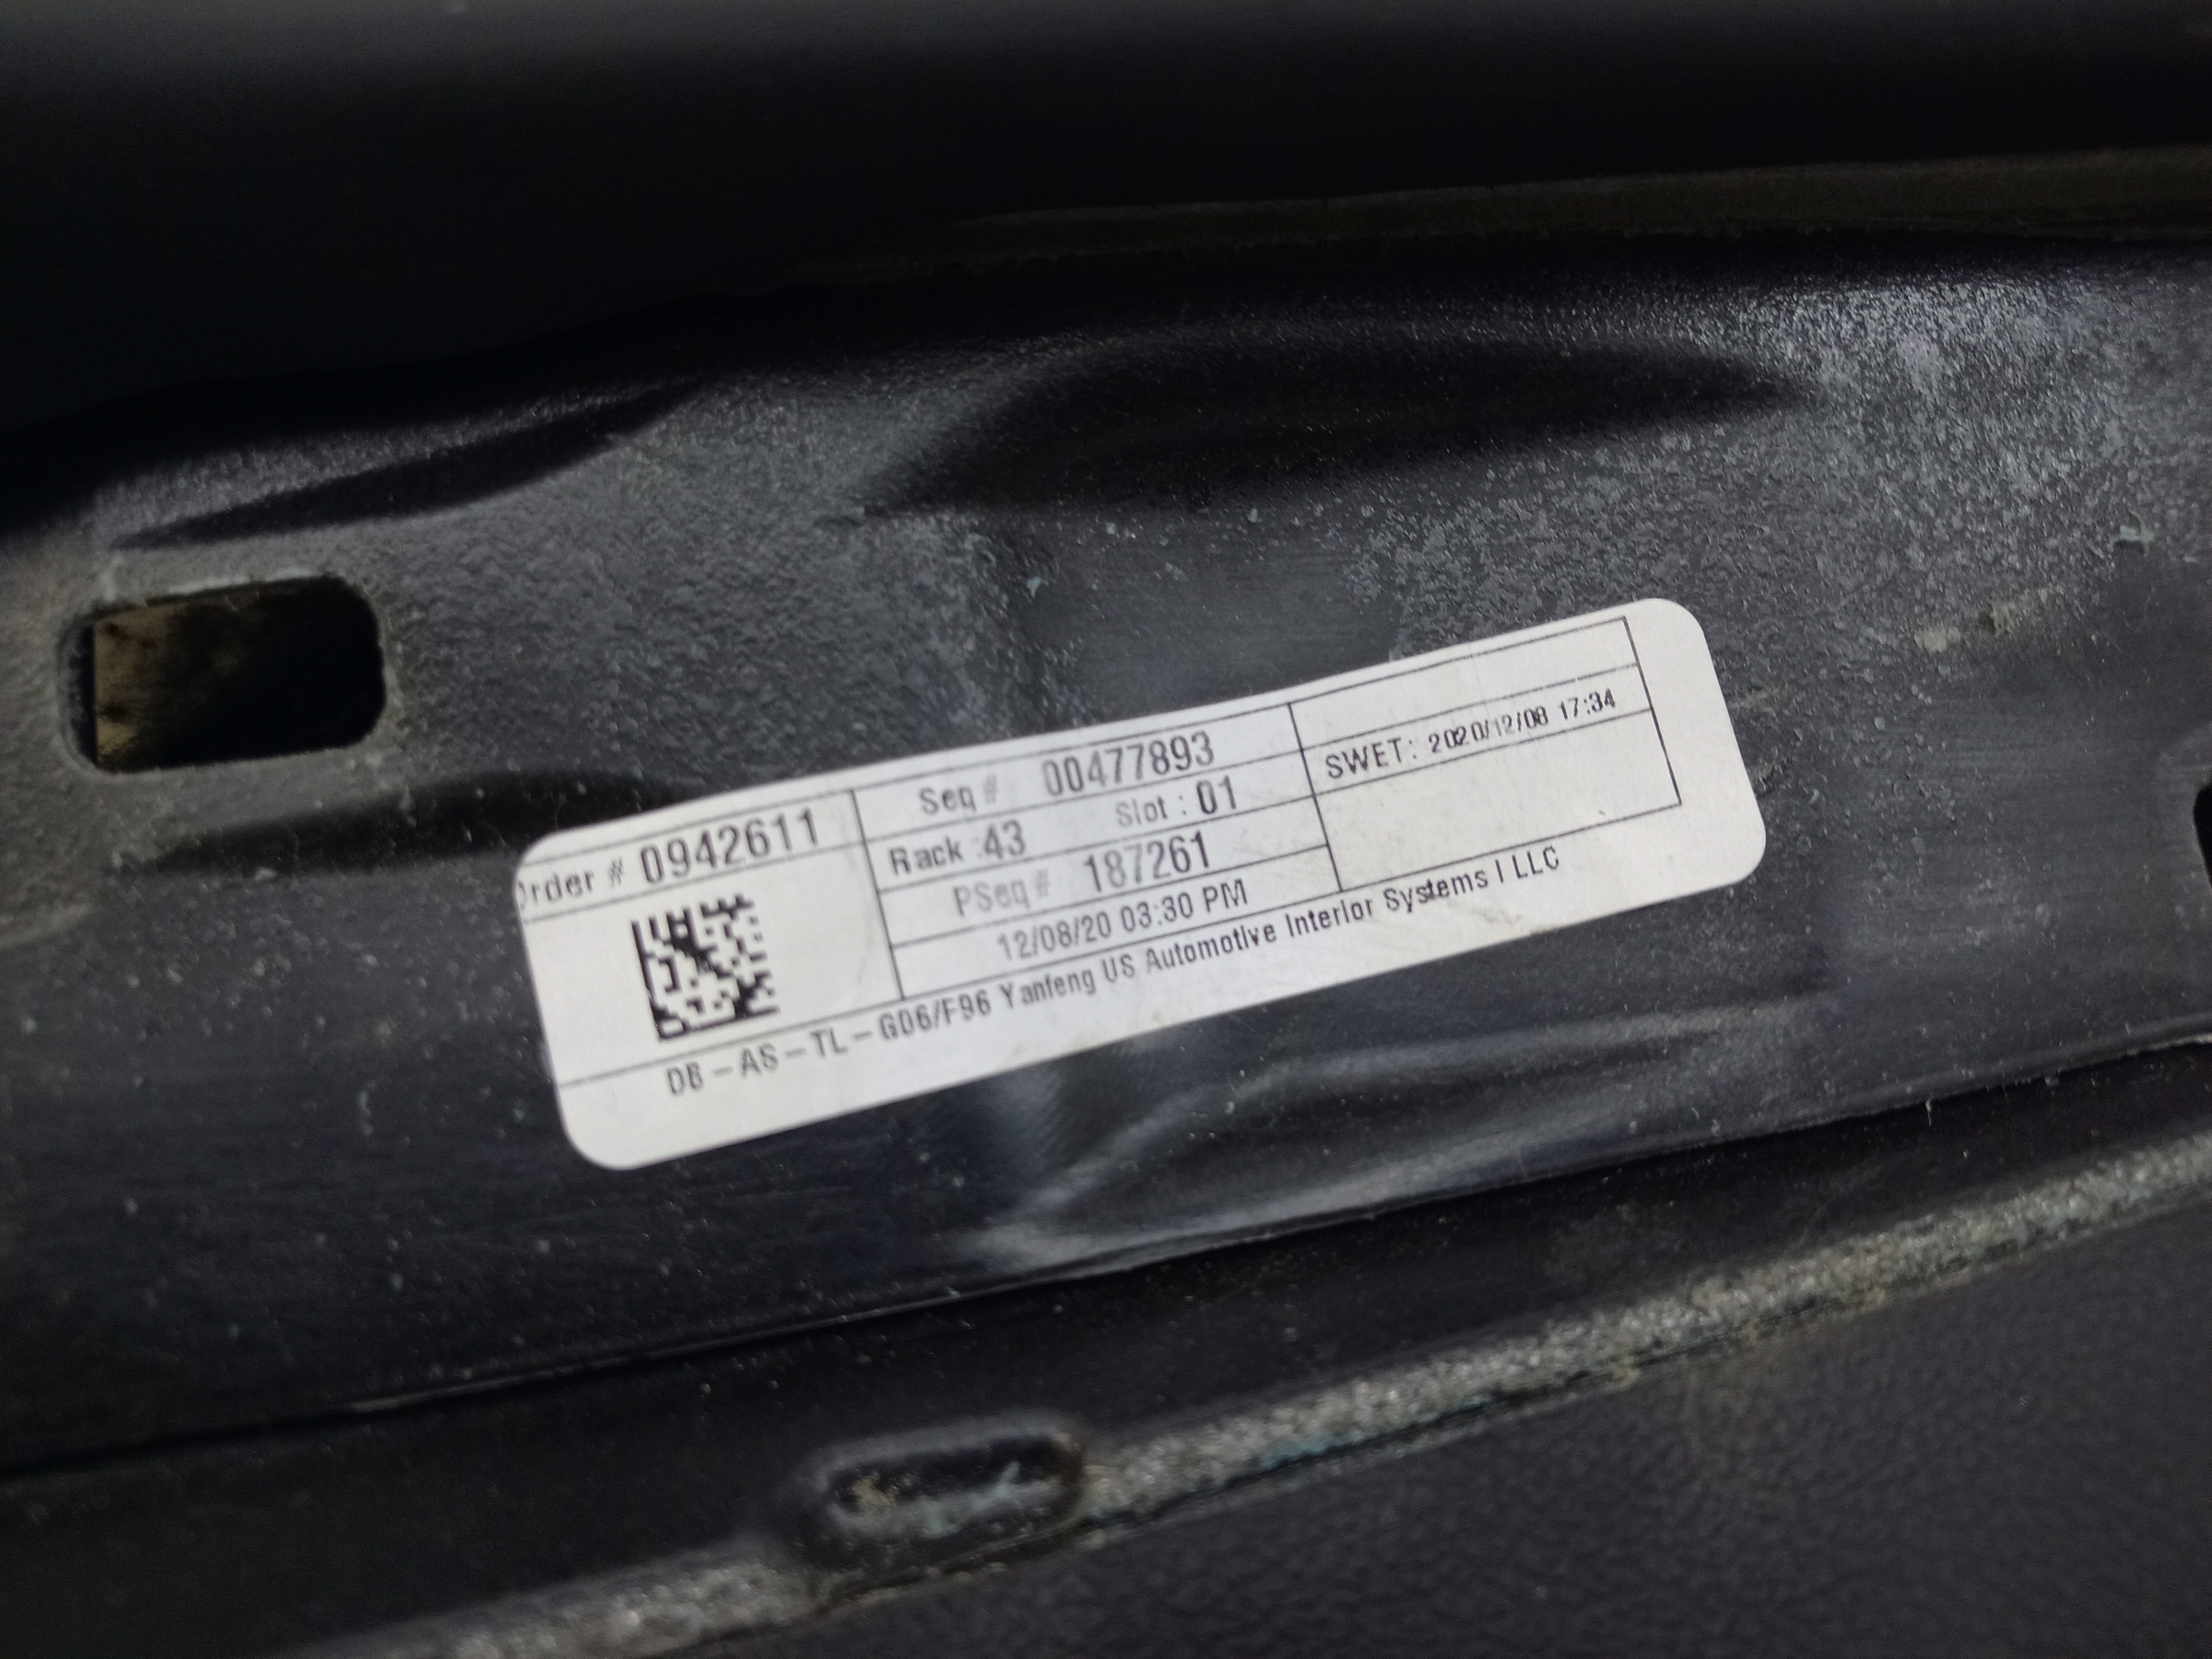 Order # 0942611
Seq # 00477893
Rack :43 Slot : 01
SWET: 2020/12/08 17:34
PSeq # 187261
12/08/20 03:30 PM
DB - AS - TL - G06/F96 Yanfeng US Automotive Interior Systems I LLC